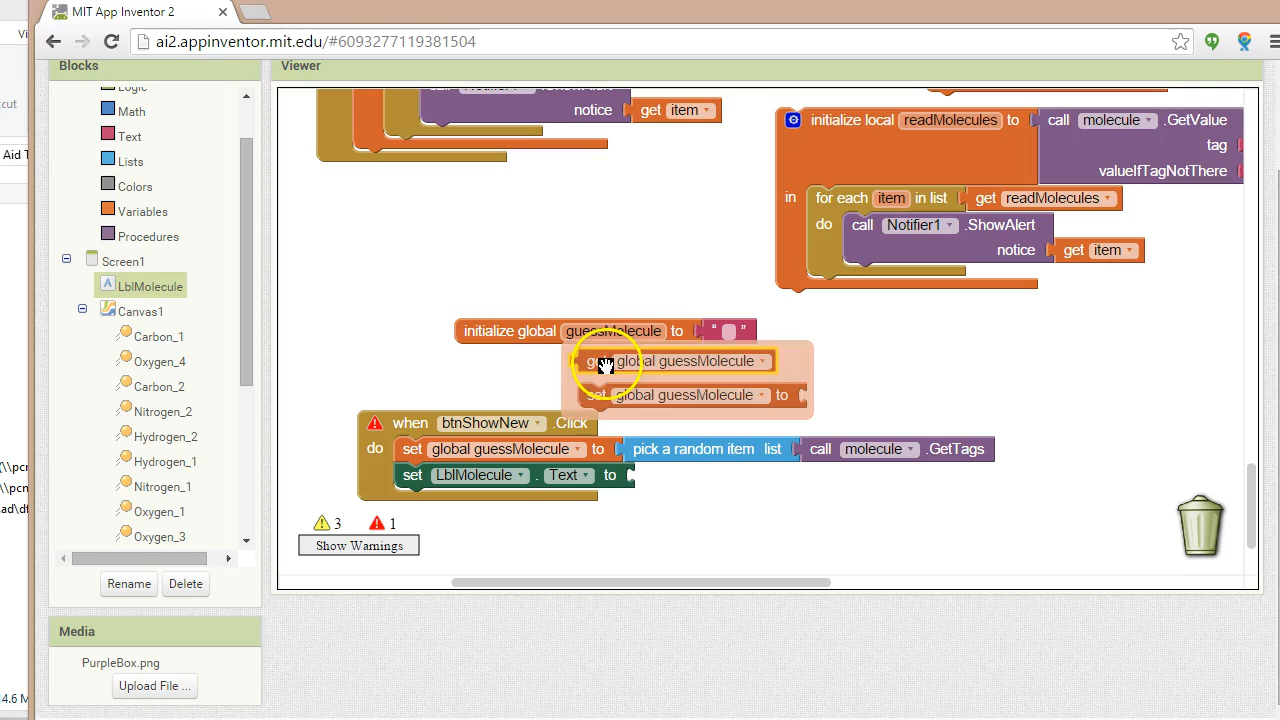 MIT App Inventor 2
ai2.appinventor.mit.edu/#6093277119381504
Blocks
Viewer
Logic
Math
Text
Lists
Colors
Variables
Procedures
Screen1
LblMolecule
Canvas1
Carbon_1
Oxygen_4
Carbon_2
Nitrogen_2
Hydrogen_2
Hydrogen_1
Nitrogen_1
Oxygen_1
Oxygen_3
Rename Delete
Media
PurpleBox.png
Upload File ...
notice get item
initialize local readMolecules to call molecule .GetValue
tag
valueIfTagNotThere
in for each item in list get readMolecules
do call Notifier1 .ShowAlert
notice get item
initialize global guessMolecule to " "
get global guessMolecule
set global guessMolecule to
when btnShowNew .Click
do set global guessMolecule to pick a random item list call molecule .GetTags
set LblMolecule . Text to
3 1
Show Warnings
cut
Aid T
14.6 M